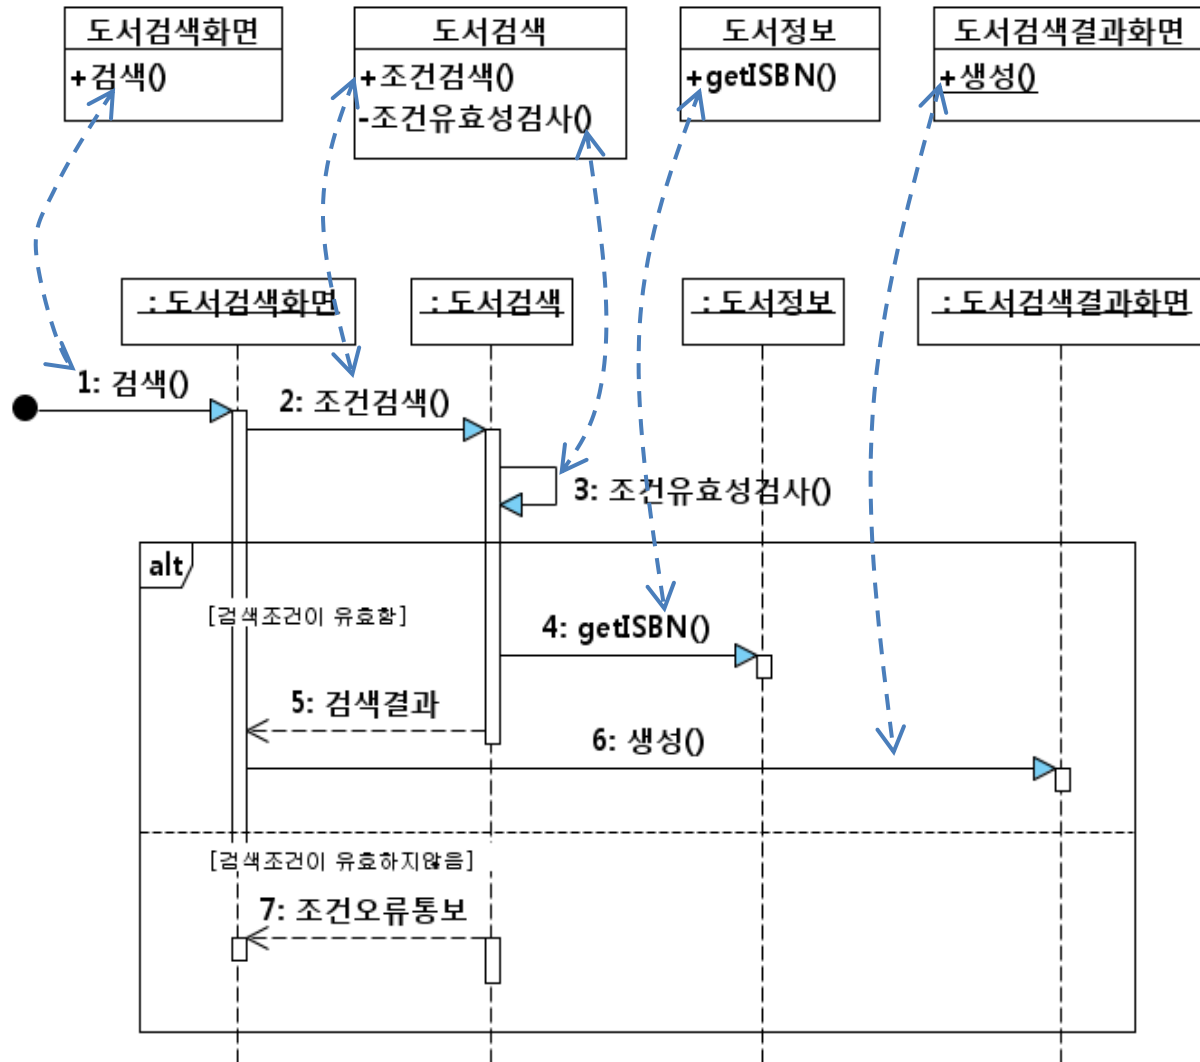 도서검색화면
+검색()
도서검색
+조건검색()
-조건유효성검사()
도서정보
+getISBN()
도서검색결과화면
+생성()
: 도서검색화면
: 도서검색
: 도서정보
: 도서검색결과화면
1: 검색()
2: 조건검색()
3: 조건유효성검사()
alt
[검색조건이 유효함]
4: getISBN()
5: 검색결과
6: 생성()
[검색조건이 유효하지않음]
7: 조건오류통보